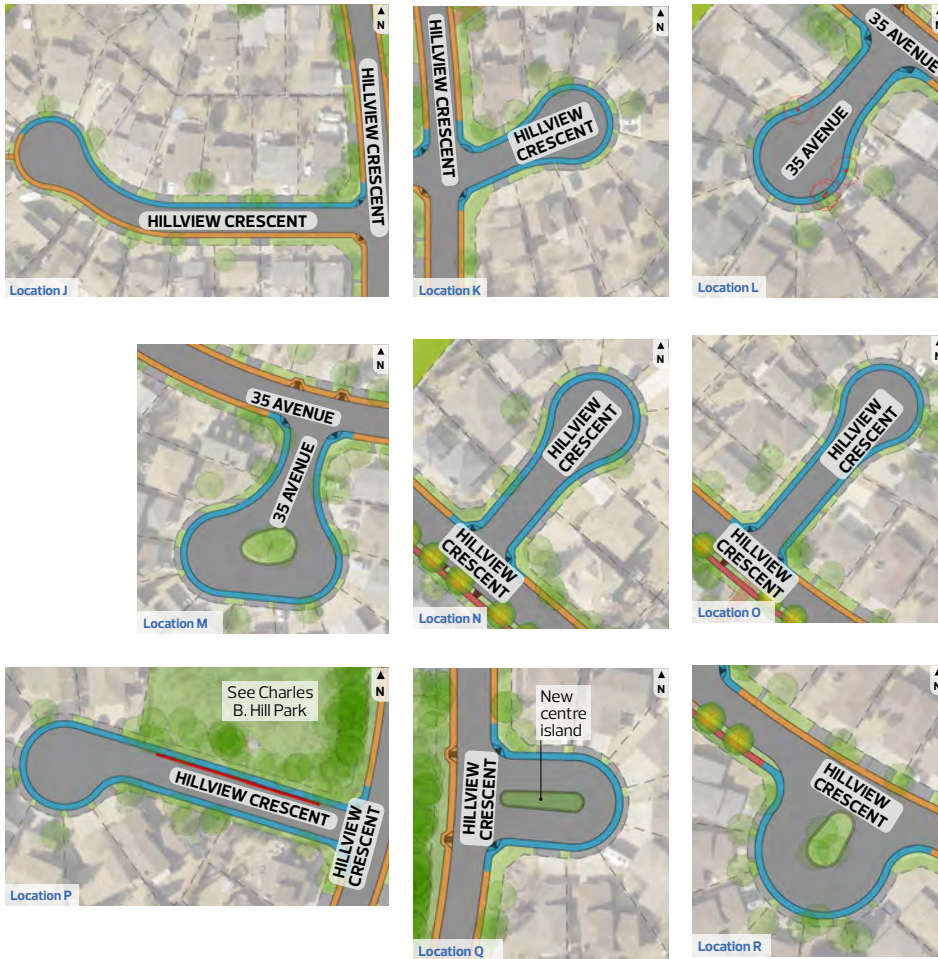 N
HILLVIEW CRESCENT
HILLVIEW CRESCENT
Location J
N
HILLVIEW CRESCENT
HILLVIEW
CRESCENT
Location K
N
35 AVENUE
35 AVENUE
Location L
N
35 AVENUE
35 AVENUE
Location M
N
HILLVIEW
CRESCENT
HILLVIEW
CRESCENT
Location N
N
HILLVIEW
CRESCENT
HILLVIEW
CRESCENT
Location O
N
See Charles
B. Hill Park
HILLVIEW CRESCENT
HILLVIEW
CRESCENT
Location P
N
New
centre
island
HILLVIEW
CRESCENT
Location Q
N
HILLVIEW
CRESCENT
Location R